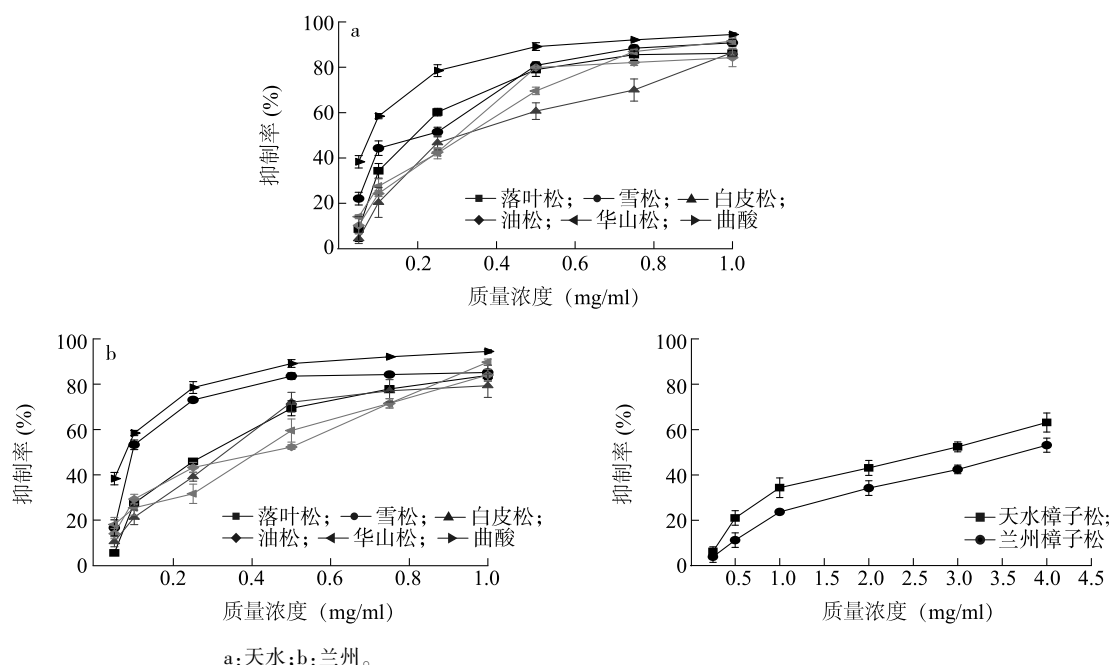 a
抑制率(%)
100
80
60
40
20
0
落叶松; 雪松; 白皮松;
油松; 华山松; 曲酸
0.2 0.4 0.6 0.8 1.0
质量浓度(mg/ml)
b
抑制率(%)
100
80
60
40
20
0
落叶松; 雪松; 白皮松;
油松; 华山松; 曲酸
0.2 0.4 0.6 0.8 1.0
质量浓度(mg/ml)
抑制率(%)
100
80
60
40
20
0
天水樟子松;
兰州樟子松
0.5 1.0 1.5 2.0 2.5 3.0 3.5 4.0 4.5
质量浓度(mg/ml)
a:天水;b:兰州。